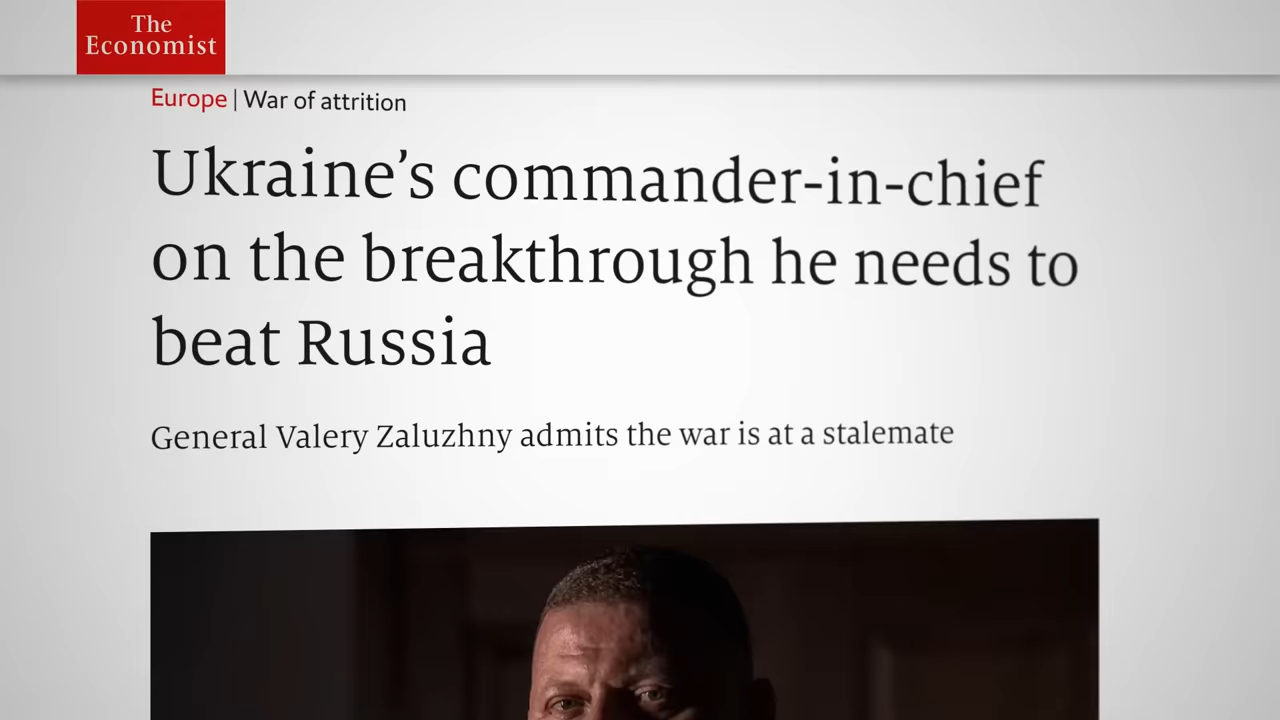 The
Economist
Europe | War of attrition
Ukraine’s commander-in-chief
on the breakthrough he needs to
beat Russia
General Valery Zaluzhny admits the war is at a stalemate